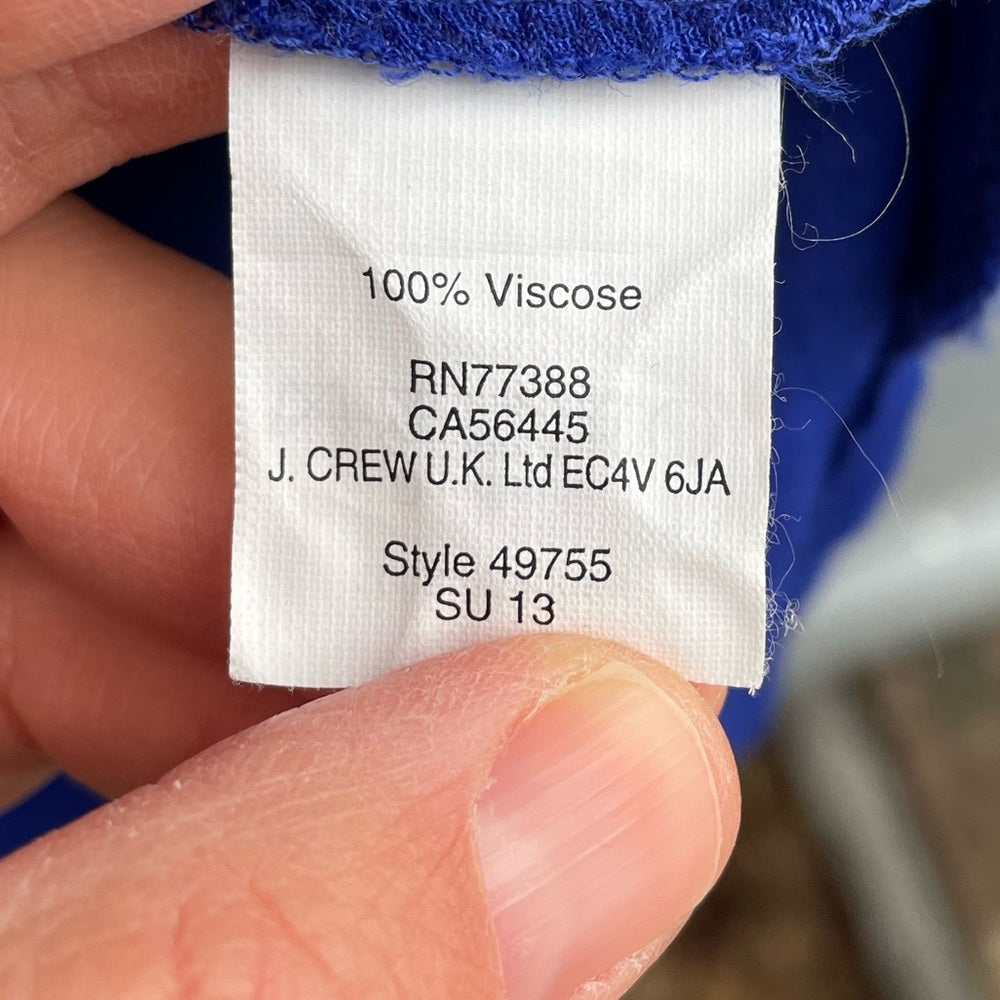 100% Viscose
RN77388
CA56445
J. CREW U.K. Ltd EC4V 6JA
Style 49755
SU 13